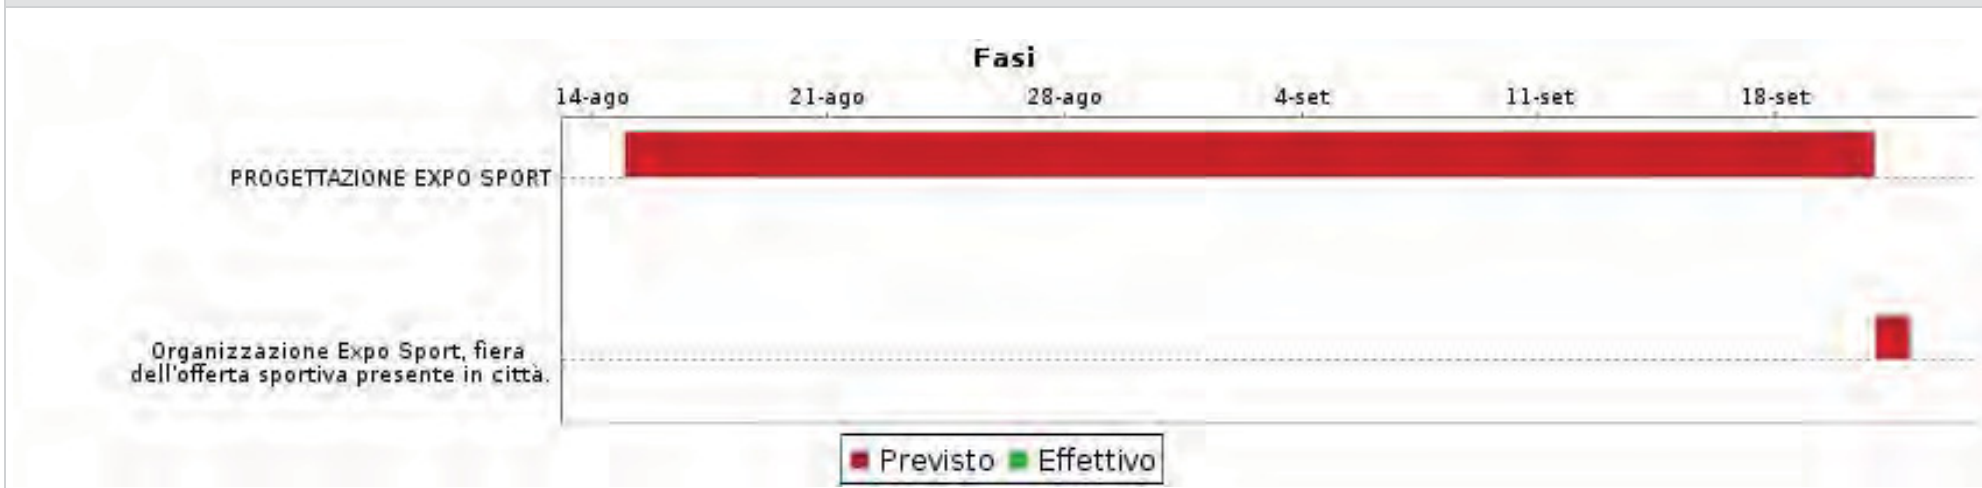 Fasi
14-ago 21-ago 28-ago 4-set 11-set 18-set
PROGETTAZIONE EXPO SPORT
Organizzazione Expo Sport, fiera
dell'offerta sportiva presente in città.
Previsto Effettivo